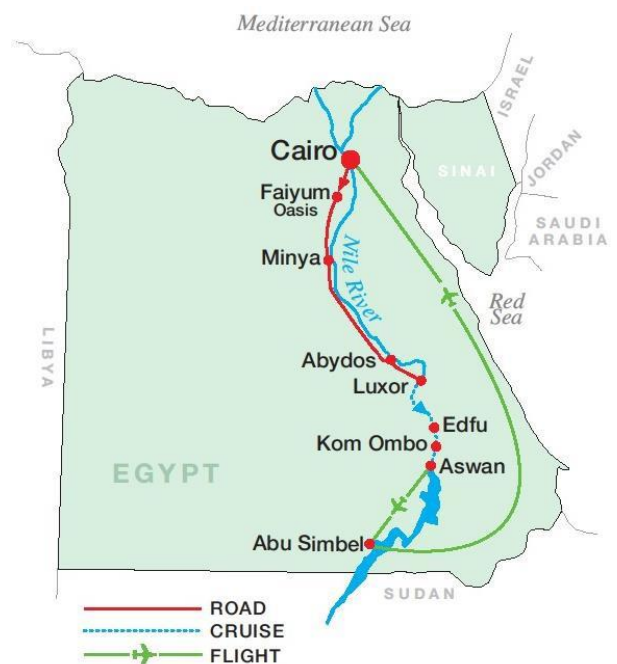 Mediterranean Sea
ISRAEL
Cairo
SINAI
JORDAN
Faiyum
Oasis
SAUDI
ARABIA
Minya
Nile River
Red
Sea
LIBYA
Abydos
Luxor
Edfu
Kom Ombo
Aswan
EGYPT
Abu Simbel
SUDAN
ROAD
CRUISE
FLIGHT